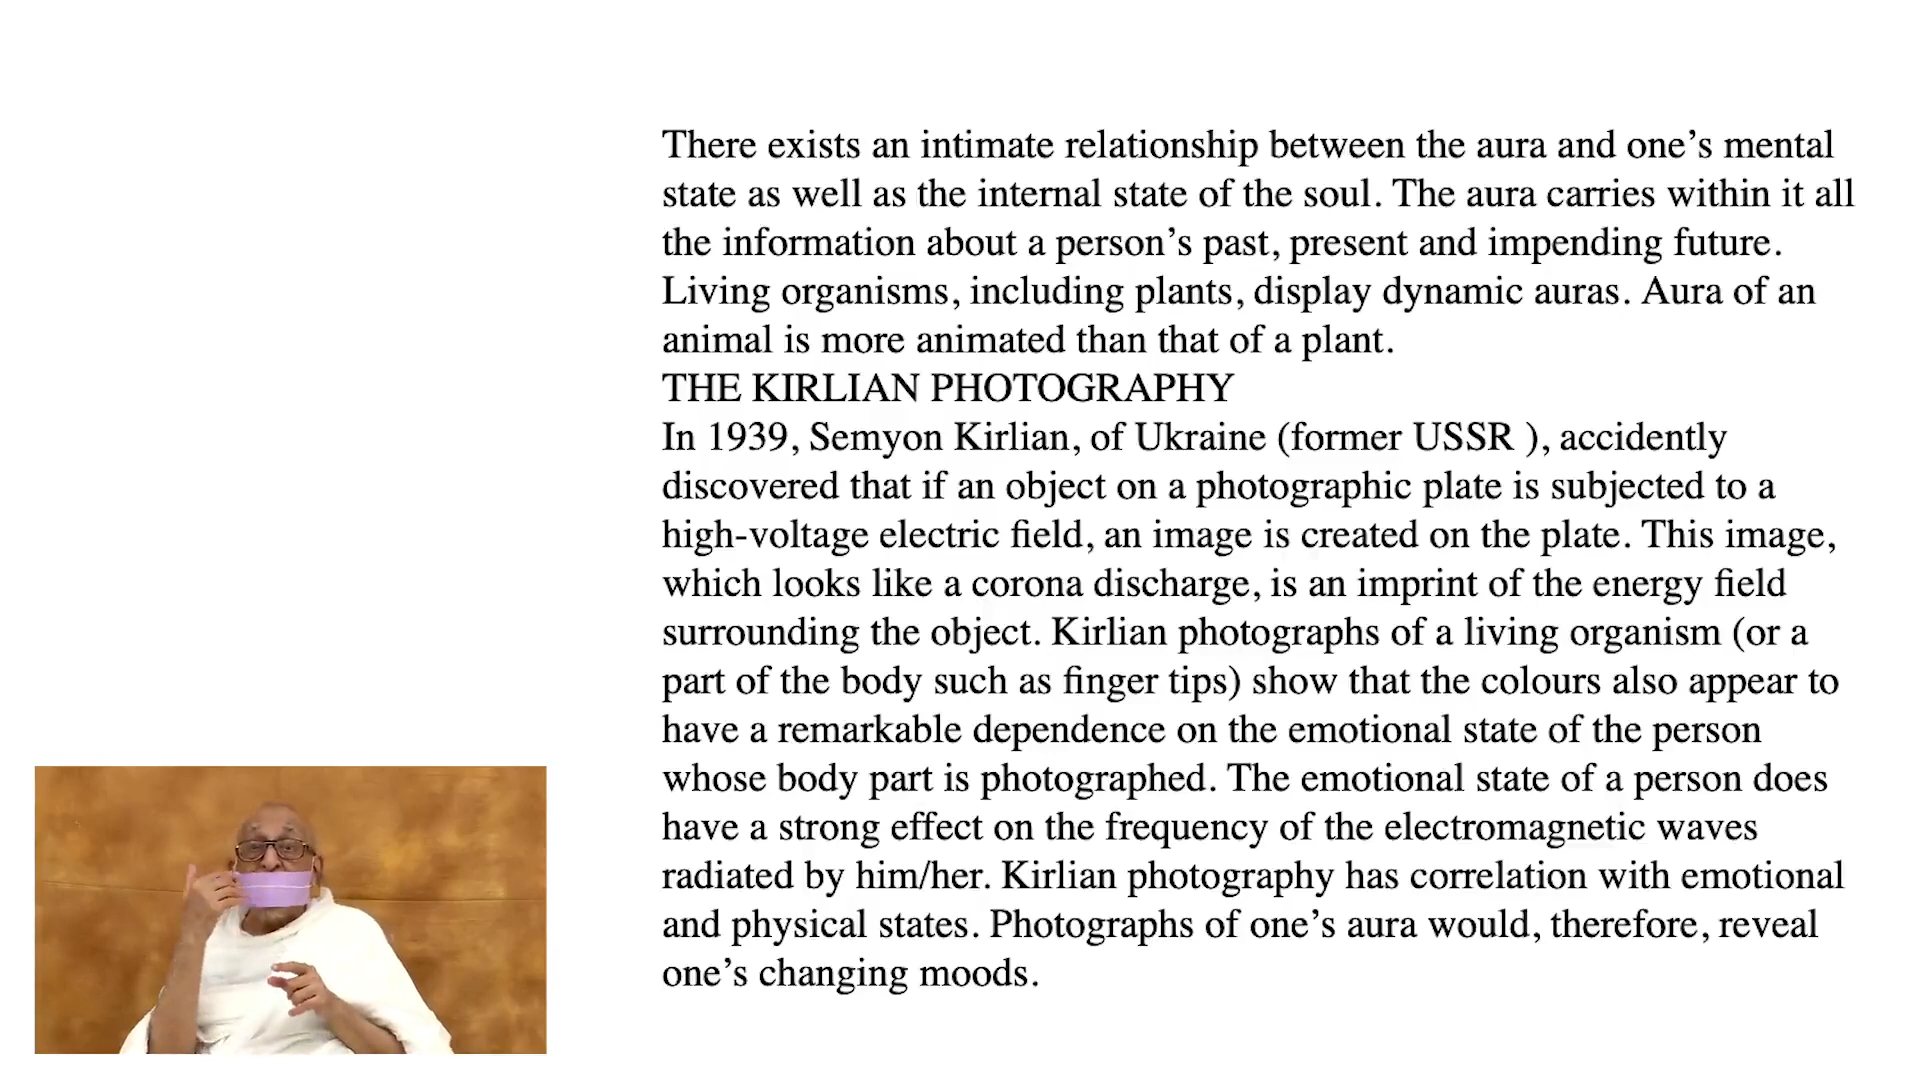 There exists an intimate relationship between the aura and one’s mental
state as well as the internal state of the soul. The aura carries within it all
the information about a person’s past, present and impending future.
Living organisms, including plants, display dynamic auras. Aura of an
animal is more animated than that of a plant.
THE KIRLIAN PHOTOGRAPHY
In 1939, Semyon Kirlian, of Ukraine (former USSR ), accidently
discovered that if an object on a photographic plate is subjected to a
high-voltage electric field, an image is created on the plate. This image,
which looks like a corona discharge, is an imprint of the energy field
surrounding the object. Kirlian photographs of a living organism (or a
part of the body such as finger tips) show that the colours also appear to
have a remarkable dependence on the emotional state of the person
whose body part is photographed. The emotional state of a person does
have a strong effect on the frequency of the electromagnetic waves
radiated by him/her. Kirlian photography has correlation with emotional
and physical states. Photographs of one’s aura would, therefore, reveal
one’s changing moods.